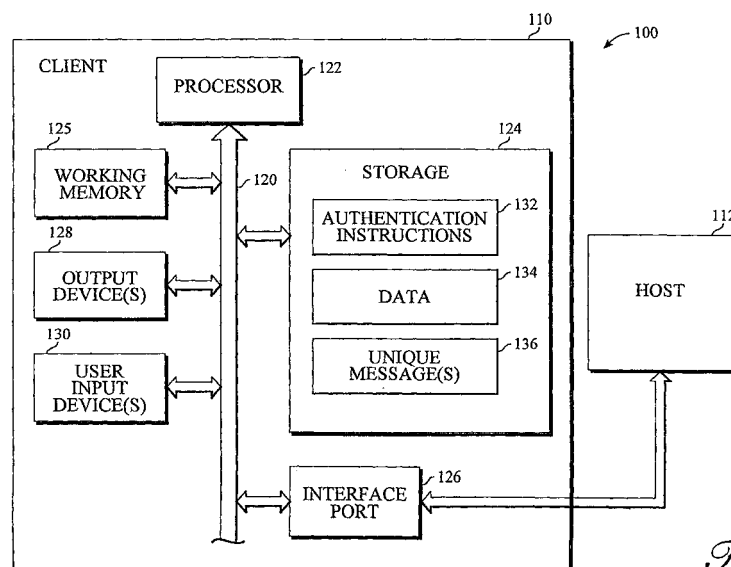 110
100
CLIENT
PROCESSOR
122
125
WORKING
MEMORY
120
124
STORAGE
AUTHENTICATION
INSTRUCTIONS
132
128
OUTPUT
DEVICE(S)
DATA
134
112
HOST
130
USER
INPUT
DEVICE(S)
UNIQUE
MESSAGE(S)
136
INTERFACE
PORT
126